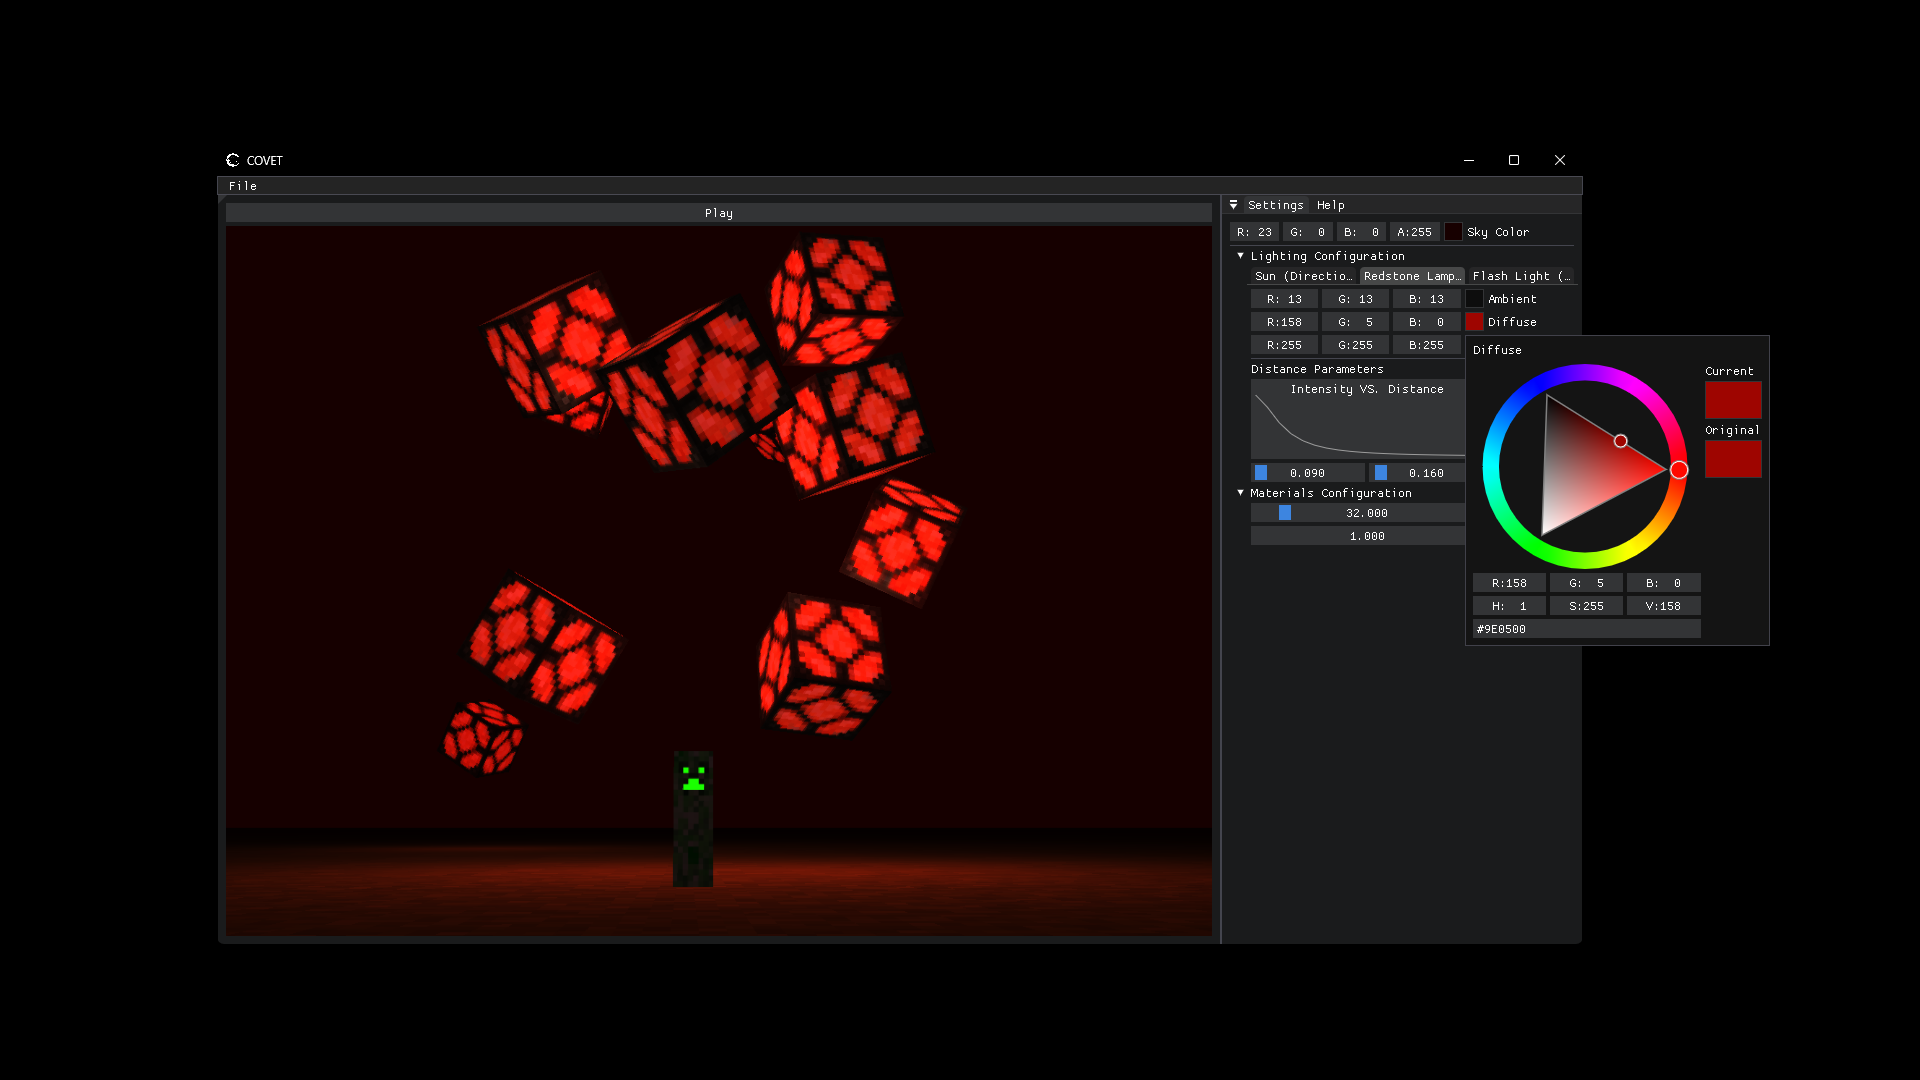 COVET
File
Play
Settings Help
R: 23 G: 0 B: 0 A:255 Sky Color
Lighting Configuration
Sun (Directio… Redstone Lamp… Flash Light (…
R: 13 G: 13 B: 13 Ambient
R:158 G: 5 B: 0 Diffuse
R:255 G:255 B:255
Distance Parameters
Intensity VS. Distance
0.090 0.160
Materials Configuration
32.000
1.000
Diffuse
Current
Original
R:158 G: 5 B: 0
H: 1 S:255 V:158
#9E0500